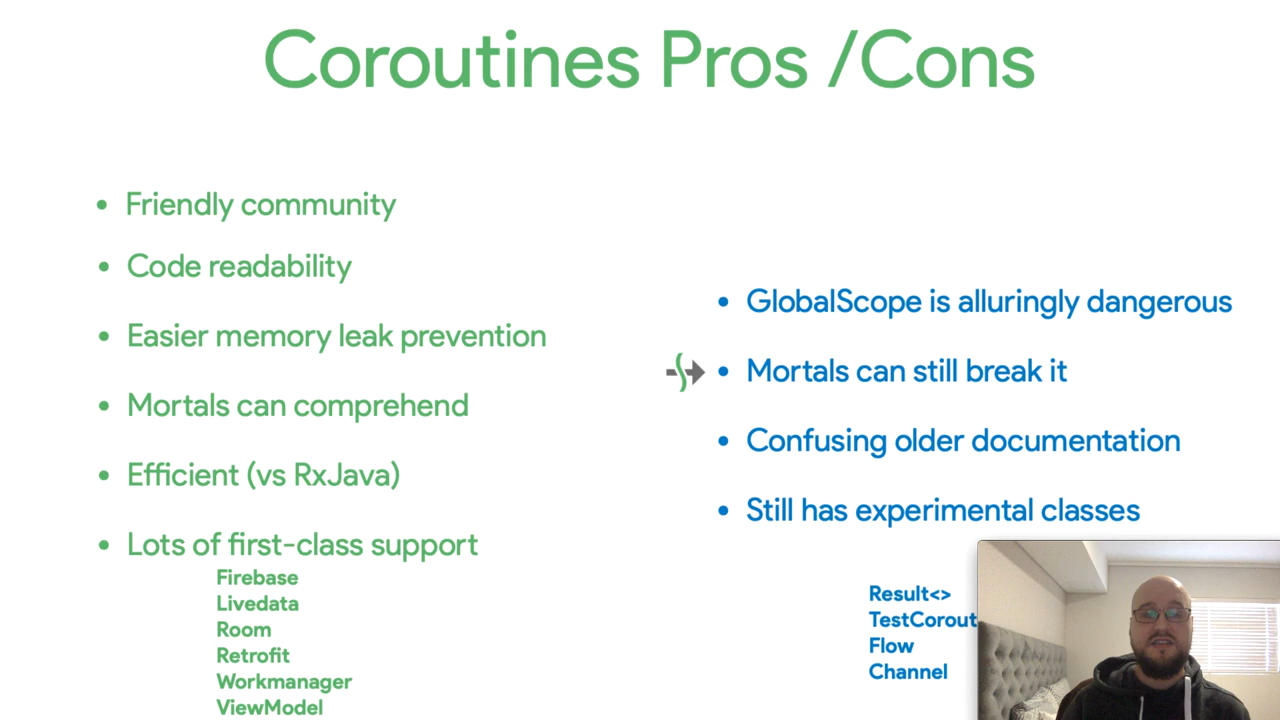 Coroutines Pros /Cons
• Friendly community
• Code readability
• Easier memory leak prevention
• Mortals can comprehend
• Efficient (vs RxJava)
• Lots of first-class support
Firebase
Livedata
Room
Retrofit
Workmanager
ViewModel
• GlobalScope is alluringly dangerous
• Mortals can still break it
• Confusing older documentation
• Still has experimental classes
Result<>
TestCorout
Flow
Channel